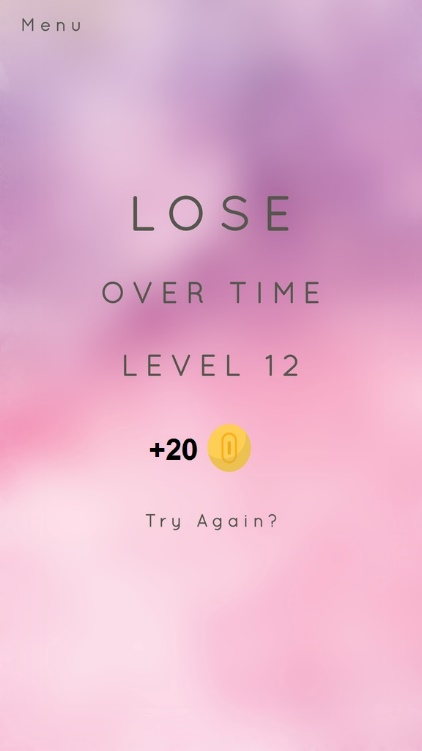 Menu
LOSE
OVER TIME
LEVEL 12
+20
Try Again?